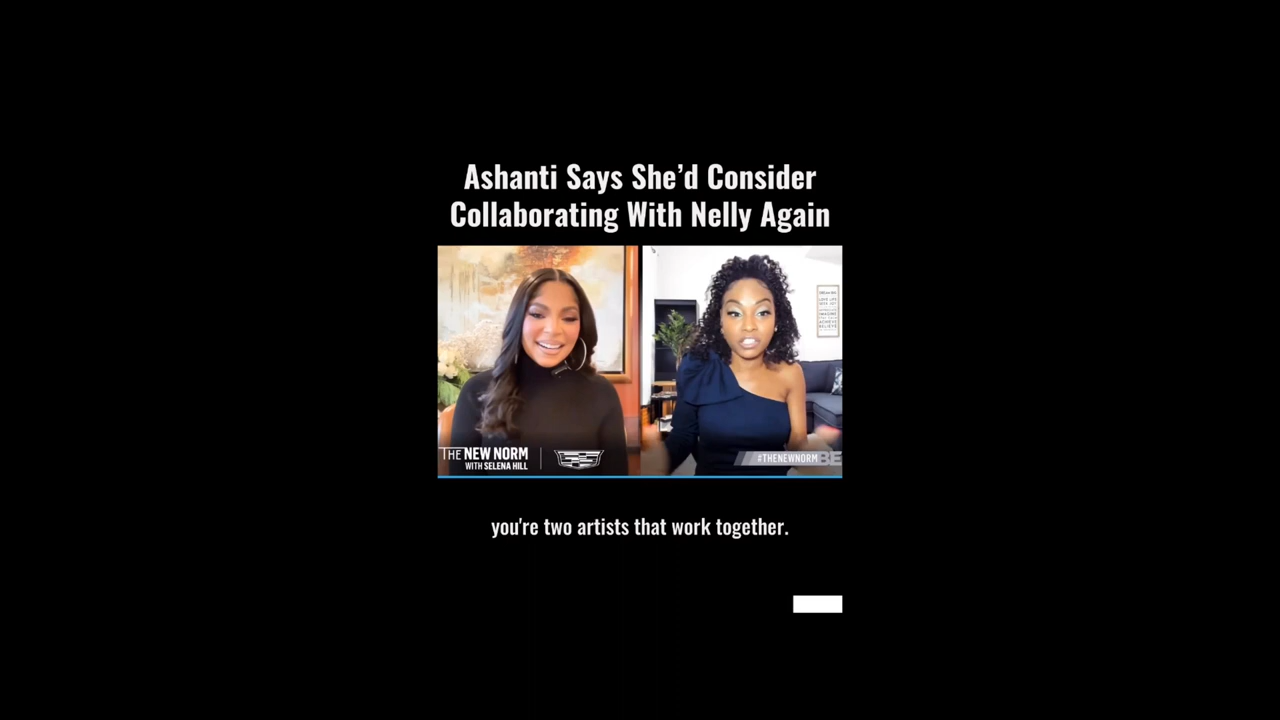 Ashanti Says She’d Consider
Collaborating With Nelly Again
THE NEW NORM
WITH SELENA HILL
#THENEWNORM BE
you're two artists that work together.